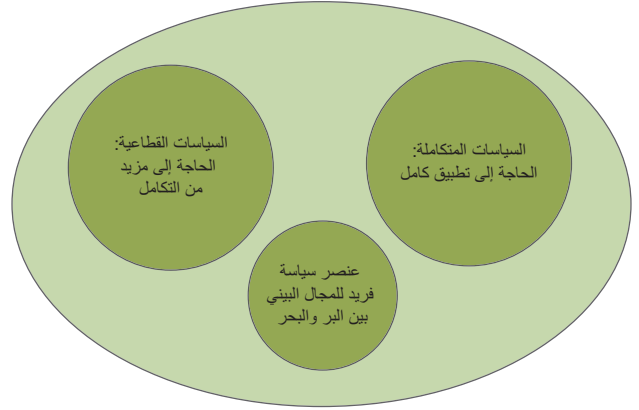 السياسات المتكاملة:
الحاجة إلى تطبيق كامل
السياسات القطاعية:
الحاجة إلى مزيد
من التكامل
عنصر سياسة
فريد للمجال البيني
بين البر والبحر